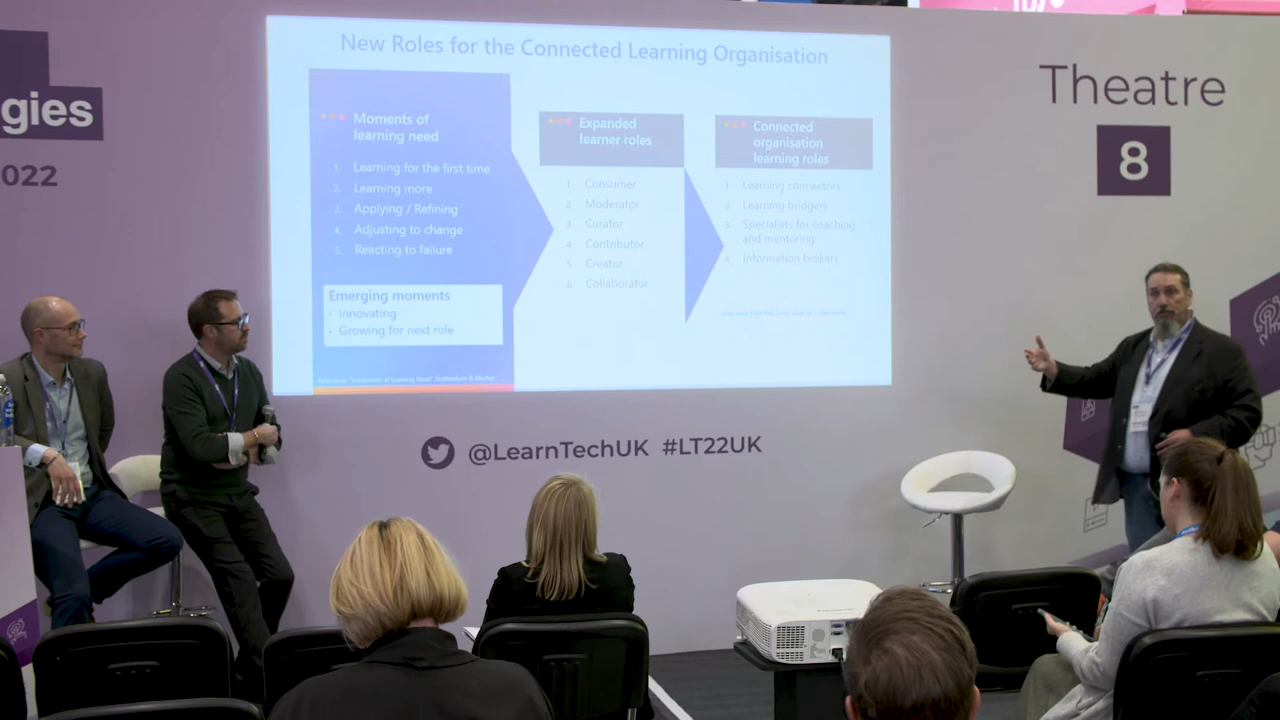 gies
022
New Roles for the Connected Learning Organisation
Moments of
learning need
1. Learning for the first time
2. Learning more
3. Applying / Refining
4. Adjusting to change
5. Reacting to failure
Emerging moments
- Innovating
- Growing for next role
Expanded
learner roles
1. Consumer
2. Moderator
3. Curator
4. Contributor
5. Creator
6. Collaborator
Connected
organisation
learning roles
1. Learning connectors
2. Learning bridgers
3. Specialists for coaching
and mentoring
4. Information brokers
Theatre
8
@LearnTechUK #LT22UK